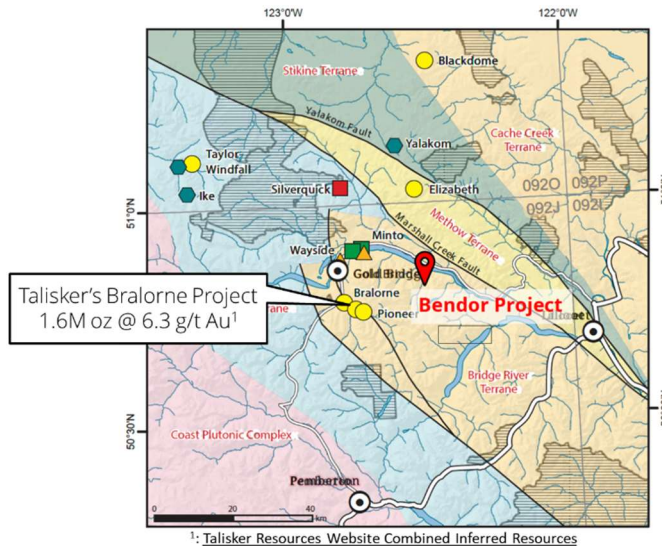 123°0'W
122°0'W
Blackdome
Stikine Terrane
Yalakom Fault
Cache Creek
Terrane
Yalakom
Taylor
Windfall
Silverquick
Elizabeth
092O
092P
Ike
092J
51°0'N
Methow Terrane
Minto
Wayside
Marshall Creek Fault
Gold Bridge
Talisker's Bralorne Project
1.6M oz @ 6.3 g/t Au1
Bralorne
Bendor Project
Pioneer
Bridge River
Terrane
50°30'N
Coast Plutonic Complex
Pemberton
0
20
40
km
1: Talisker Resources Website Combined Inferred Resources